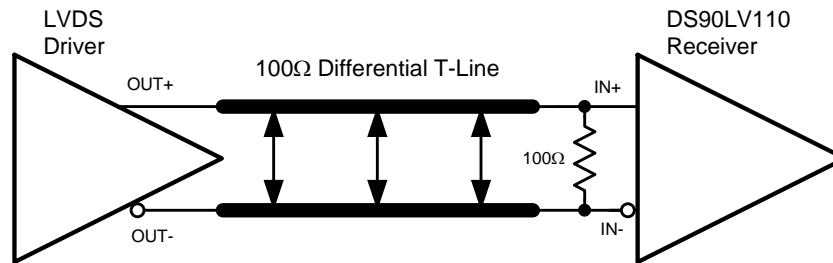 LVDS
Driver
DS90LV110
Receiver
100Ω Differential T-Line
OUT+
IN+
100Ω
OUT-
IN-